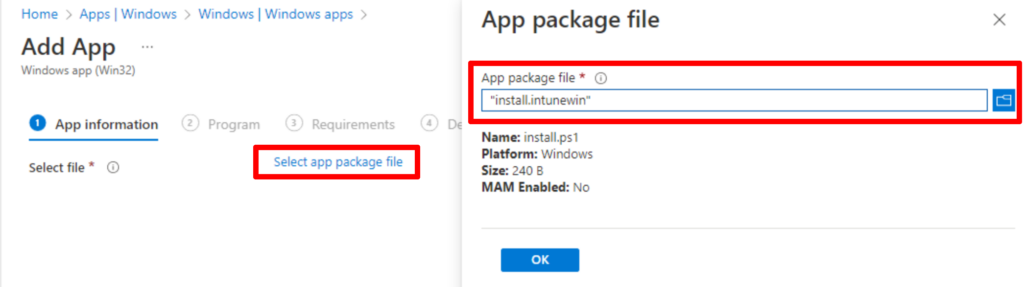 Home > Apps | Windows > Windows | Windows apps >
Add App ...
Windows app (Win32)
1 App information 2 Program 3 Requirements 4 De
Select file *
Select app package file
App package file
App package file *
"install.intunewin"
Name: install.ps1
Platform: Windows
Size: 240 B
MAM Enabled: No
OK